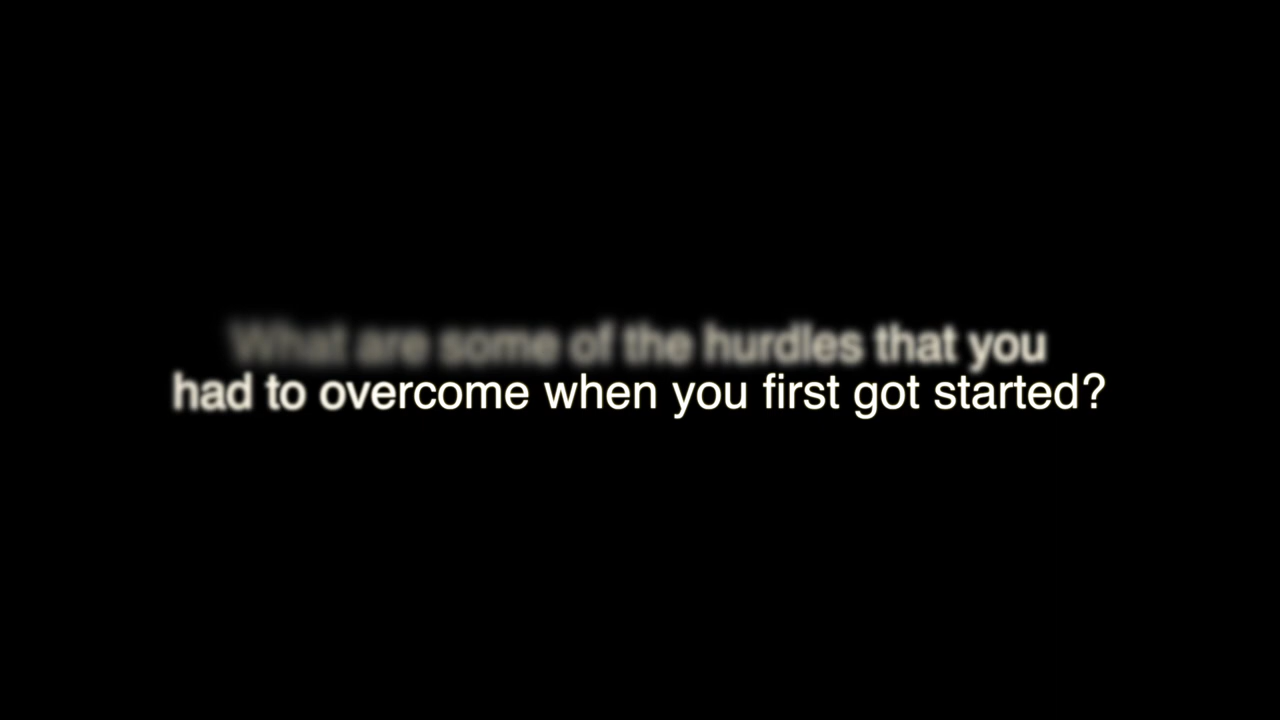 What are some of the hurdles that you
had to overcome when you first got started?